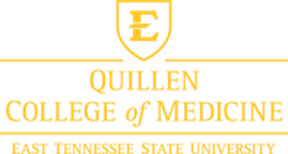 E
QUILLEN
COLLEGE of MEDICINE
EAST TENNESSEE STATE UNIVERSITY